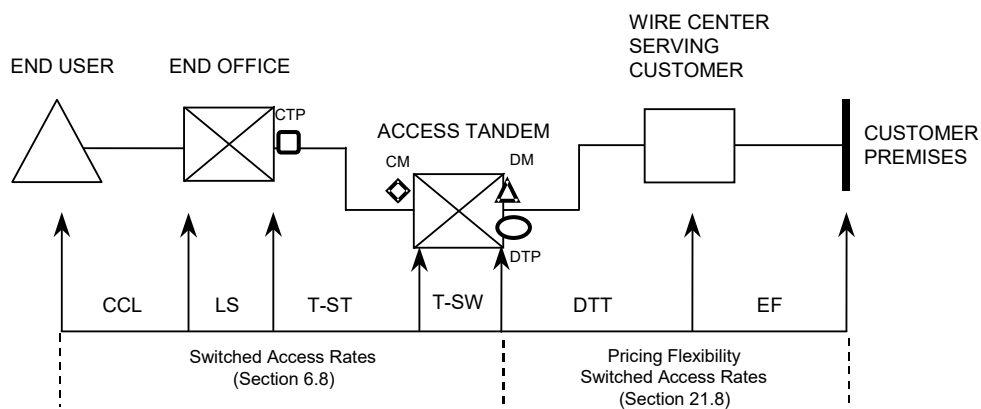 WIRE CENTER
SERVING
CUSTOMER
END USER
END OFFICE
CTP
ACCESS TANDEM
CM
DM
CUSTOMER
PREMISES
DTP
CCL
LS
T-ST
T-SW
DTT
EF
Switched Access Rates
(Section 6.8)
Pricing Flexibility
Switched Access Rates
(Section 21.8)